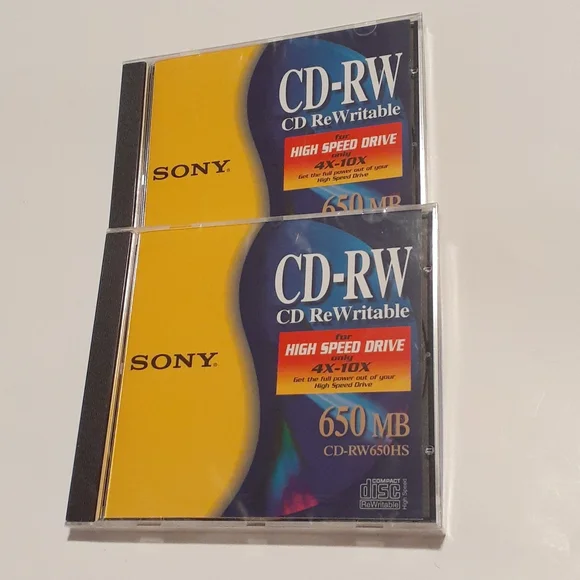 CD-RW
CD ReWritable
for
HIGH SPEED DRIVE
only
4X-10X
Get the full power out of your
High Speed Drive
SONY®
650 MB
CD-RW
CD ReWritable
for
HIGH SPEED DRIVE
only
4X-10X
Get the full power out of your
High Speed Drive
SONY®
650 MB
CD-RW650HS
COMPACT
disc
ReWritable
High Speed